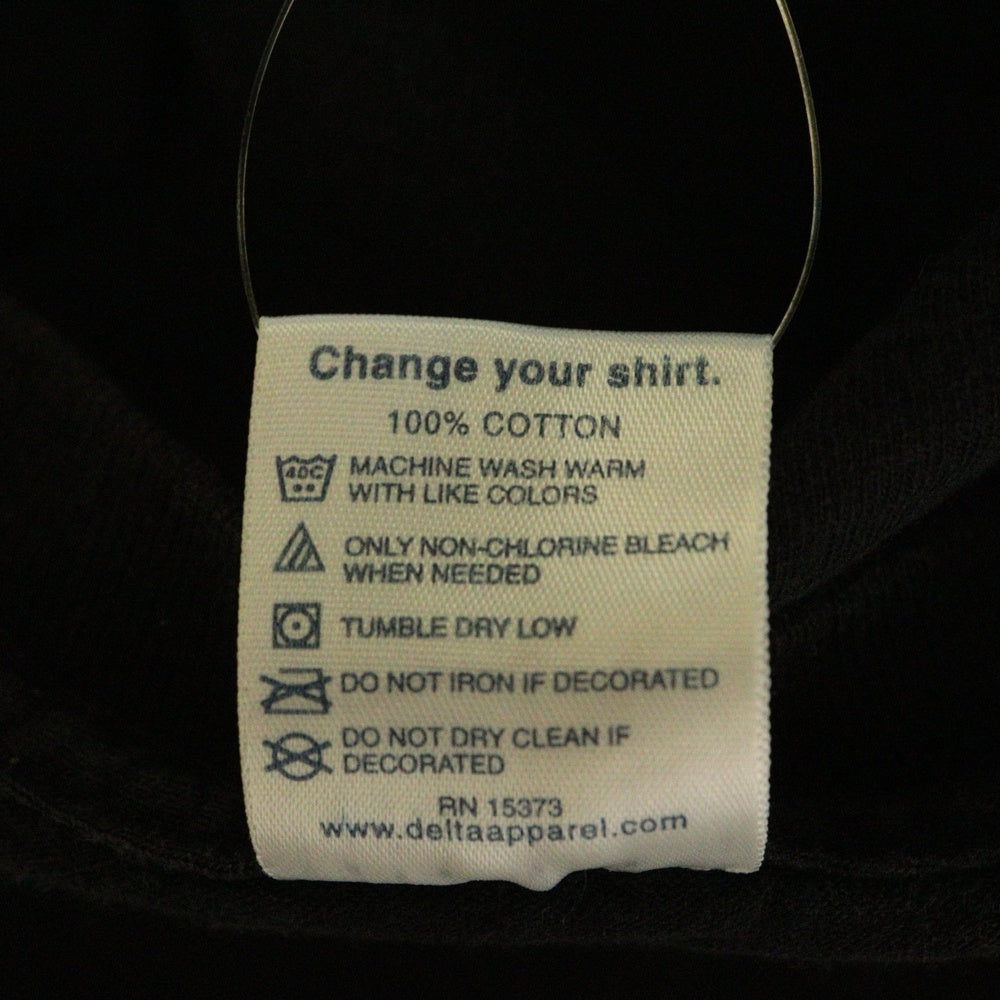 Change your shirt.
100% COTTON
40C
MACHINE WASH WARM
WITH LIKE COLORS
ONLY NON-CHLORINE BLEACH
WHEN NEEDED
TUMBLE DRY LOW
DO NOT IRON IF DECORATED
DO NOT DRY CLEAN IF
DECORATED
RN 15373
www.deltaapparel.com